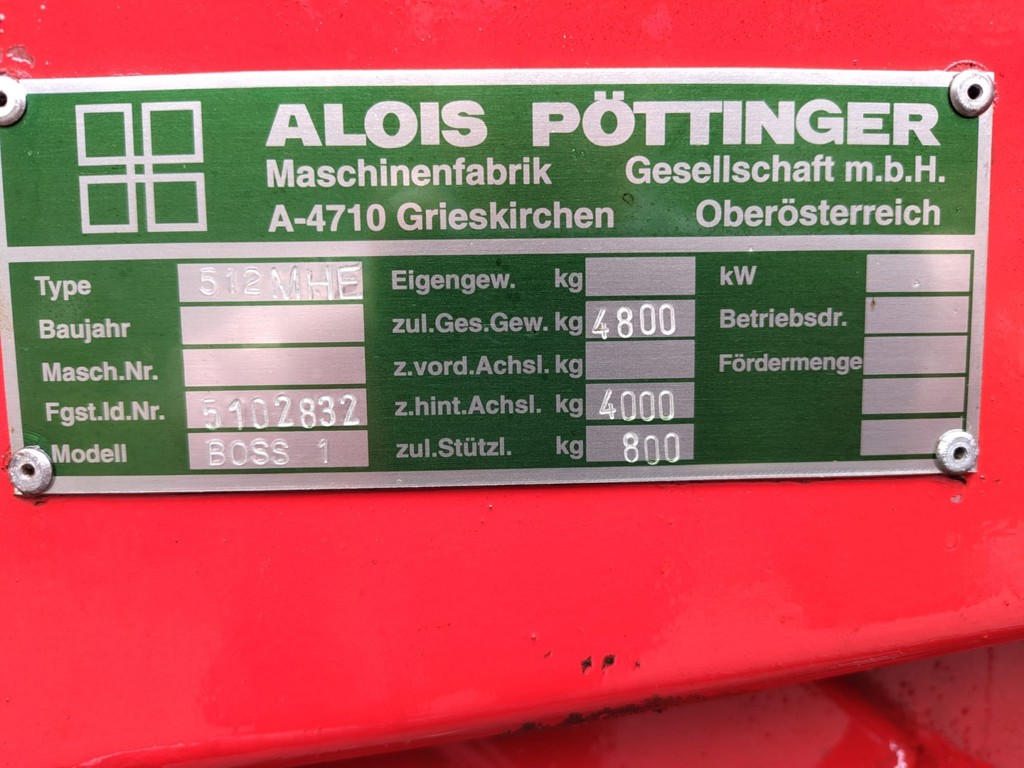 ALOIS PÖTTINGER
Maschinenfabrik Gesellschaft m.b.H.
A-4710 Grieskirchen Oberösterreich
Type 512MHE Eigengew. kg kW
Baujahr zul.Ges.Gew. kg 4800 Betriebsdr.
Masch.Nr. z.vord.Achsl. kg Fördermenge
Fgst.Id.Nr. 5102832 z.hint.Achsl. kg 4000
Modell BOSS 1 zul.Stützl. kg 800